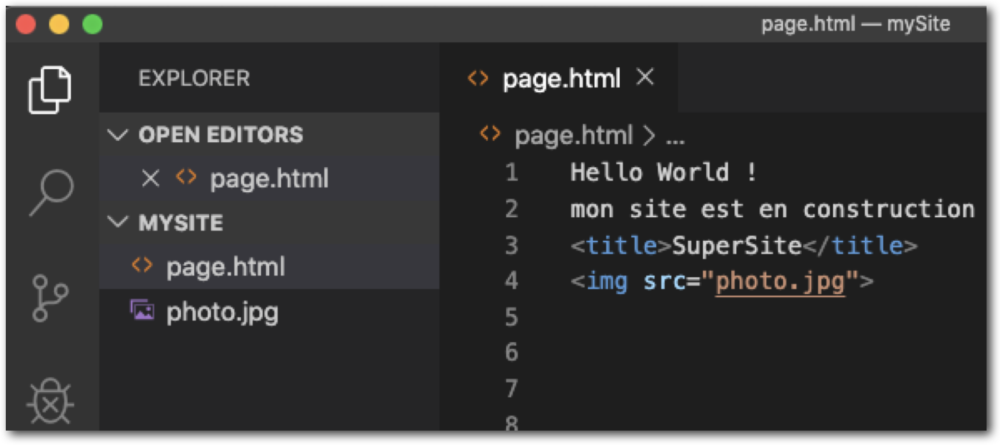 page.html — mySite
EXPLORER
OPEN EDITORS
page.html
MYSITE
page.html
photo.jpg
page.html
page.html > ...
1 Hello World !
2 mon site est en construction
3 <title>SuperSite</title>
4 <img src="photo.jpg">
5
6
7
8